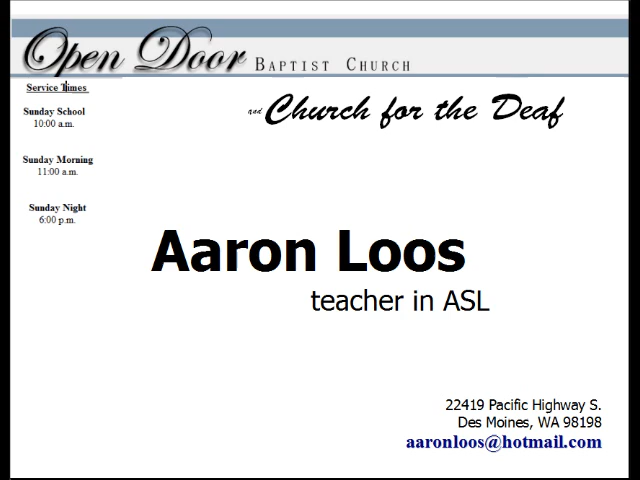 Open Door Baptist Church
and Church for the Deaf
Service Times
Sunday School
10:00 a.m.
Sunday Morning
11:00 a.m.
Sunday Night
6:00 p.m.
Aaron Loos
teacher in ASL
22419 Pacific Highway S.
Des Moines, WA 98198
aaronloos@hotmail.com